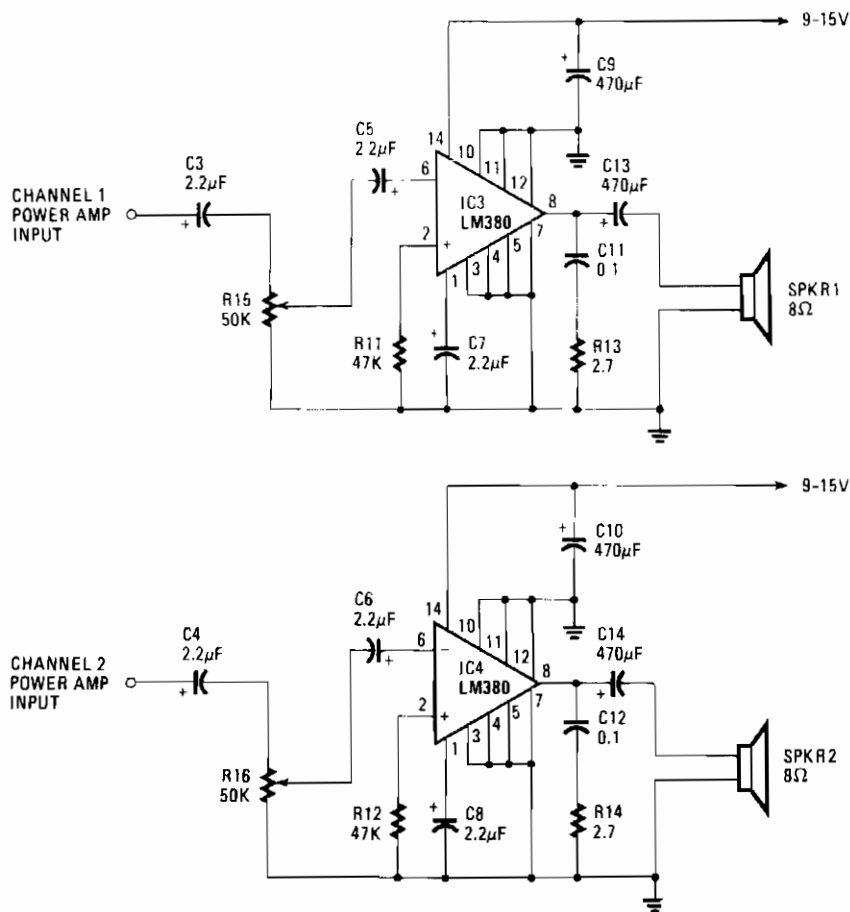 9-15V
+
C9
470µF
14
10
11
12
C5
2 2µF
+
6
C3
2.2µF
+
CHANNEL 1
POWER AMP
INPUT
IC3
LM380
8
7
C13
470µF
+
2
+
1
3
4
5
C11
0 1
R15
50K
R11
47K
+
C7
2.2µF
R13
2.7
SPKR1
8Ω
9-15V
+
C10
470µF
14
10
11
12
C6
2.2µF
+
6
−
C4
2.2µF
+
CHANNEL 2
POWER AMP
INPUT
IC4
LM380
8
7
C14
470µF
+
2
+
1
3
4
5
C12
0.1
R16
50K
R12
47K
+
C8
2.2µF
R14
2.7
SPKR2
8Ω